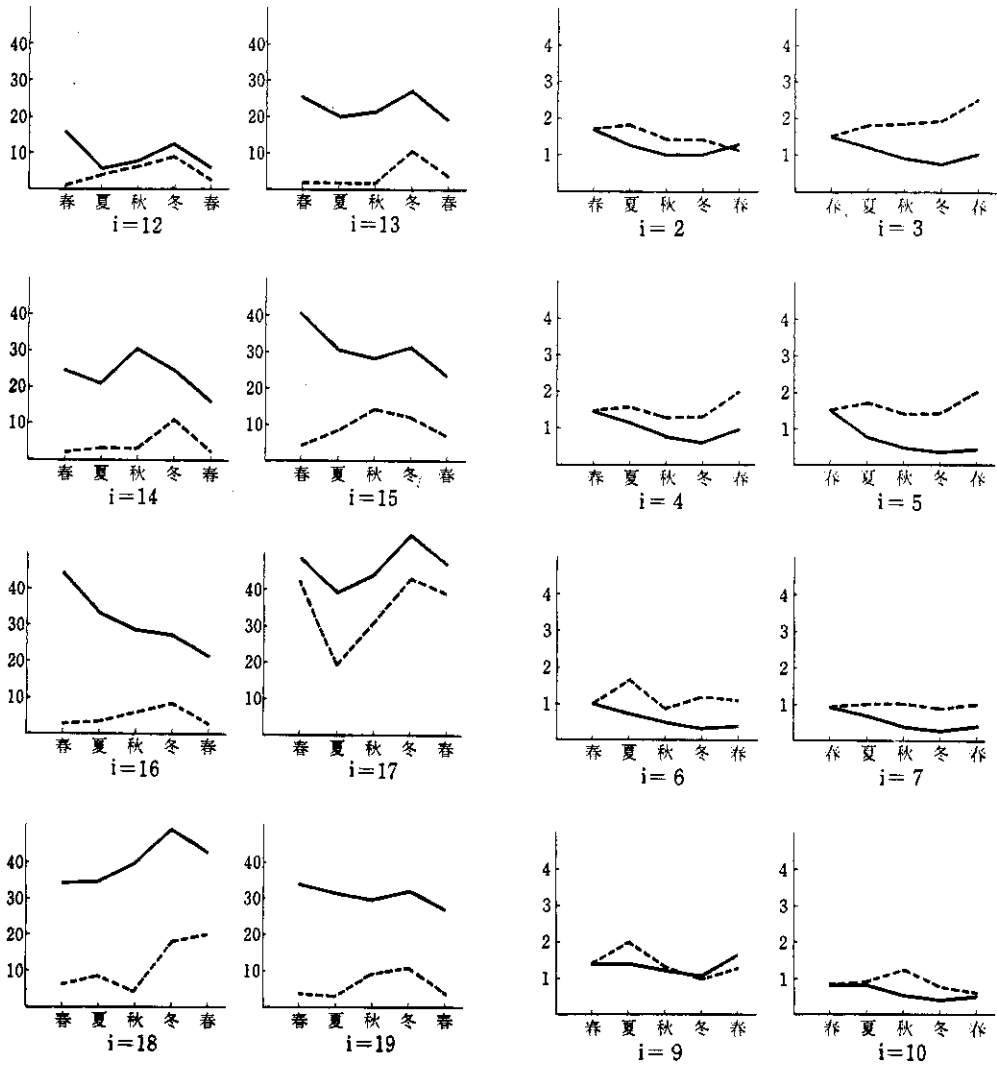 40
30
20
10
春 夏 秋 冬 春
i=12
40
30
20
10
春 夏 秋 冬 春
i=13
4
3
2
1
春 夏 秋 冬 春
i= 2
4
3
2
1
春 夏 秋 冬 春
i= 3
40
30
20
10
春 夏 秋 冬 春
i=14
40
30
20
10
春 夏 秋 冬 春
i=15
4
3
2
1
春 夏 秋 冬 春
i= 4
4
3
2
1
春 夏 秋 冬 春
i= 5
40
30
20
10
春 夏 秋 冬 春
i=16
40
30
20
10
春 夏 秋 冬 春
i=17
4
3
2
1
春 夏 秋 冬 春
i= 6
4
3
2
1
春 夏 秋 冬 春
i= 7
40
30
20
10
春 夏 秋 冬 春
i=18
40
30
20
10
春 夏 秋 冬 春
i=19
4
3
2
1
春 夏 秋 冬 春
i= 9
4
3
2
1
春 夏 秋 冬 春
i=10